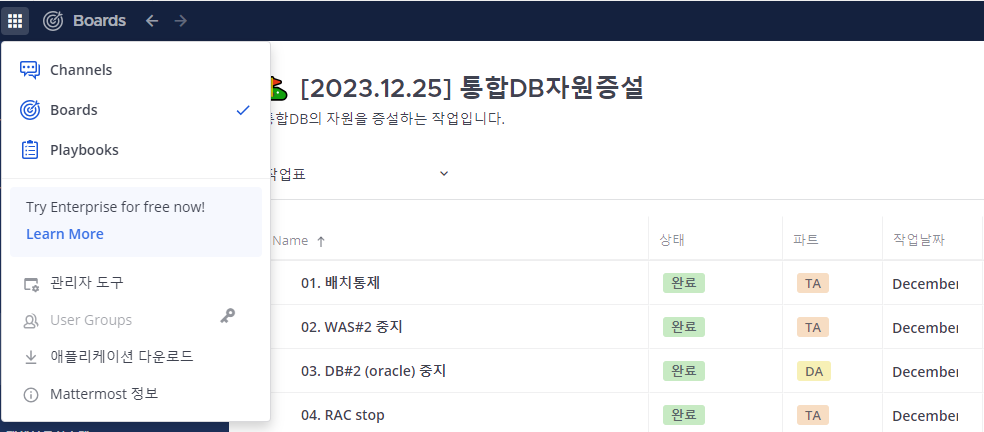 Boards
Channels
Boards
Playbooks
Try Enterprise for free now!
Learn More
관리자 도구
User Groups
애플리케이션 다운로드
Mattermost 정보
[2023.12.25] 통합DB자원증설
통합DB의 자원을 증설하는 작업입니다.
작업표
Name ↑ 상태 파트 작업날짜
01. 배치통제 완료 TA December
02. WAS#2 중지 완료 TA December
03. DB#2 (oracle) 중지 완료 DA December
04. RAC stop 완료 TA December